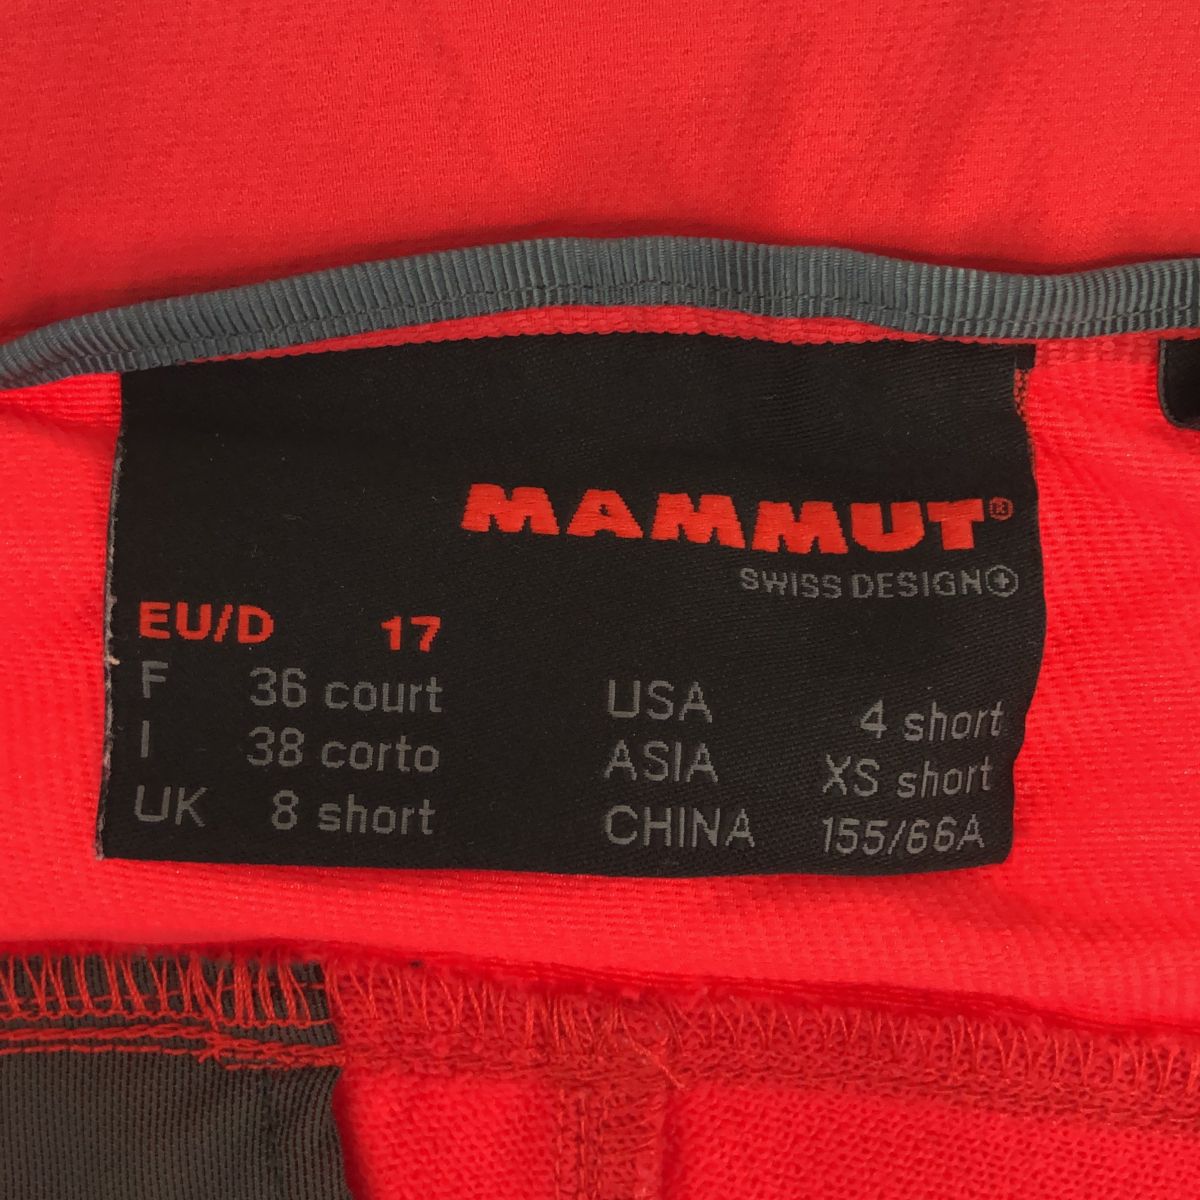 MAMMUT®
SWISS DESIGN
EU/D 17
F 36 court
I 38 corto
UK 8 short
USA 4 short
ASIA XS short
CHINA 155/66A